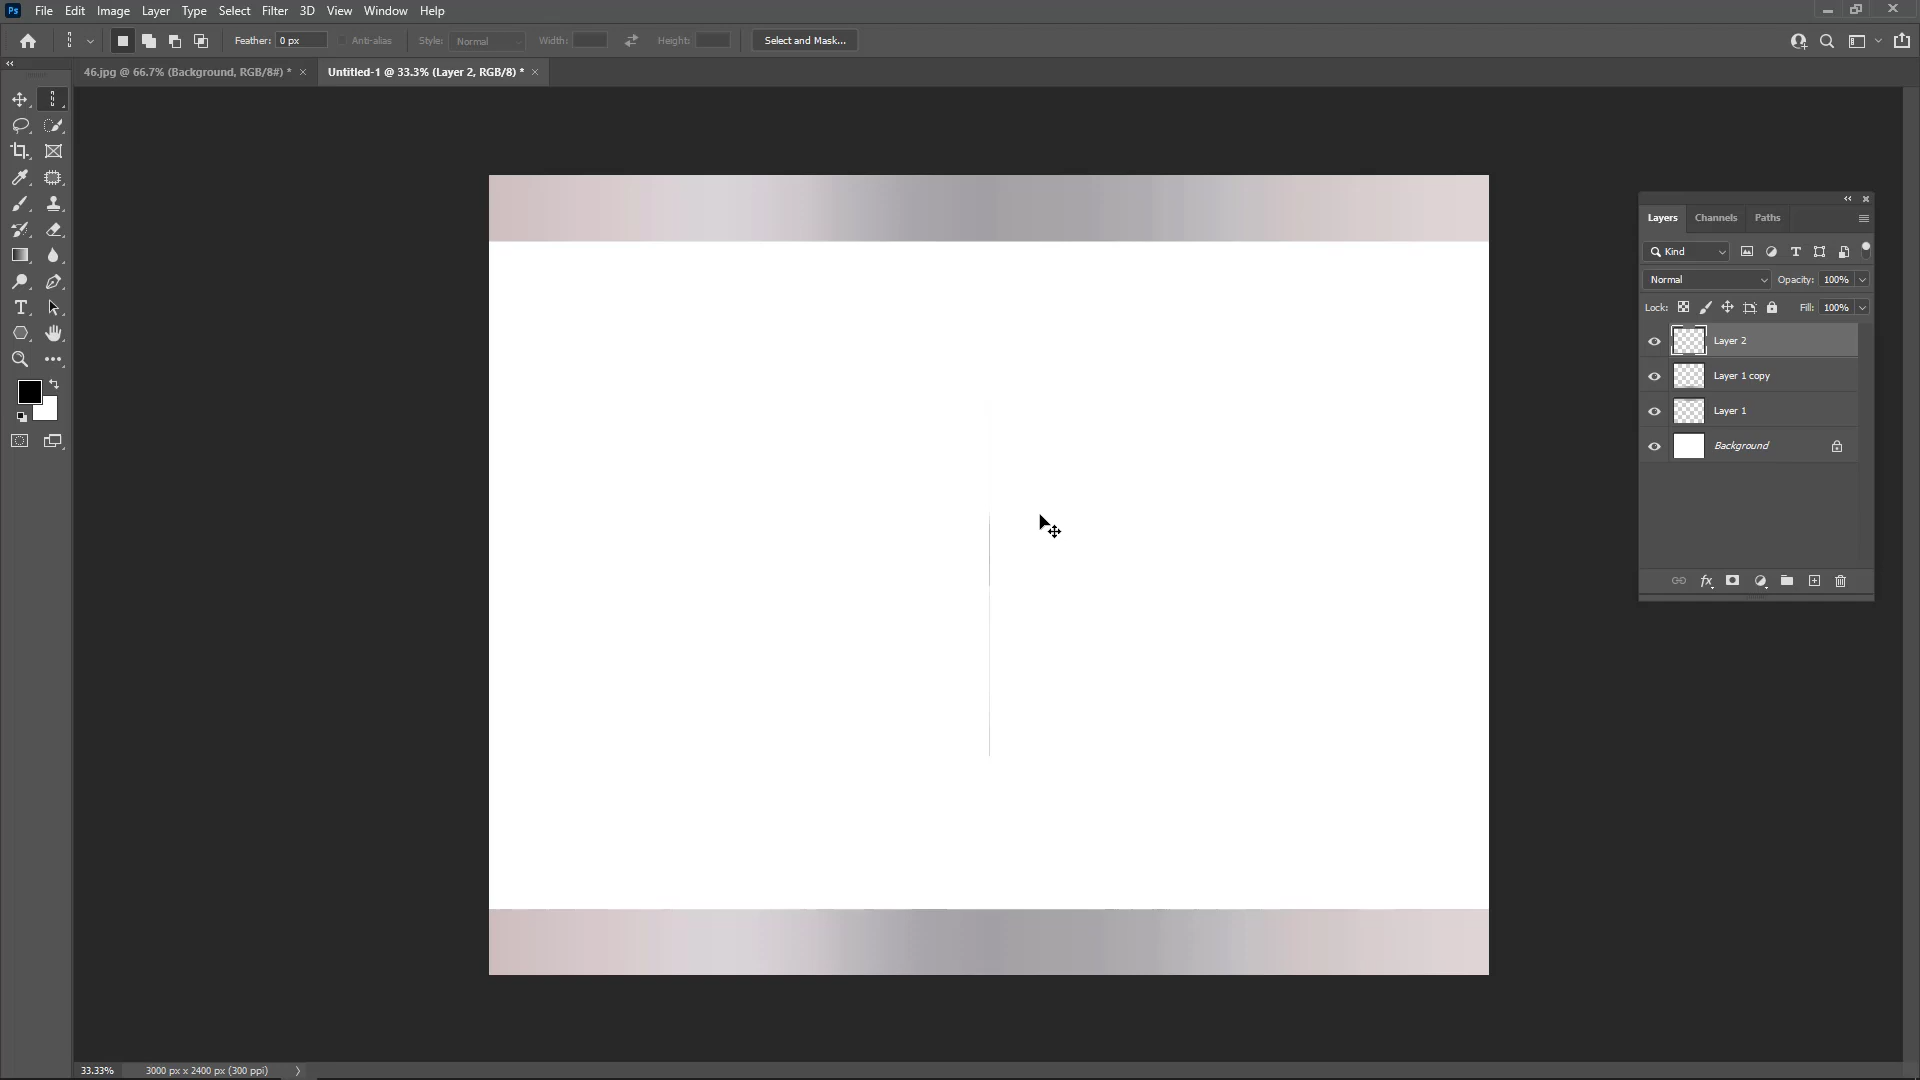 Ps File Edit Image Layer Type Select Filter 3D View Window Help
Feather: 0 px Anti-alias Style: Normal Width: Height: Select and Mask...
46.jpg @ 66.7% (Background, RGB/8#) * × Untitled-1 @ 33.3% (Layer 2, RGB/8) * ×
Layers Channels Paths
Kind
Normal Opacity: 100%
Lock: Fill: 100%
Layer 2
Layer 1 copy
Layer 1
Background
fx
33.33% 3000 px x 2400 px (300 ppi)